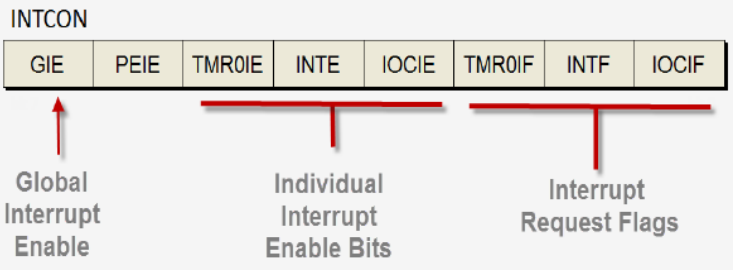 INTCON
GIE PEIE TMR0IE INTE IOCIE TMR0IF INTF IOCIF
Global
Interrupt
Enable
Individual
Interrupt
Enable Bits
Interrupt
Request Flags